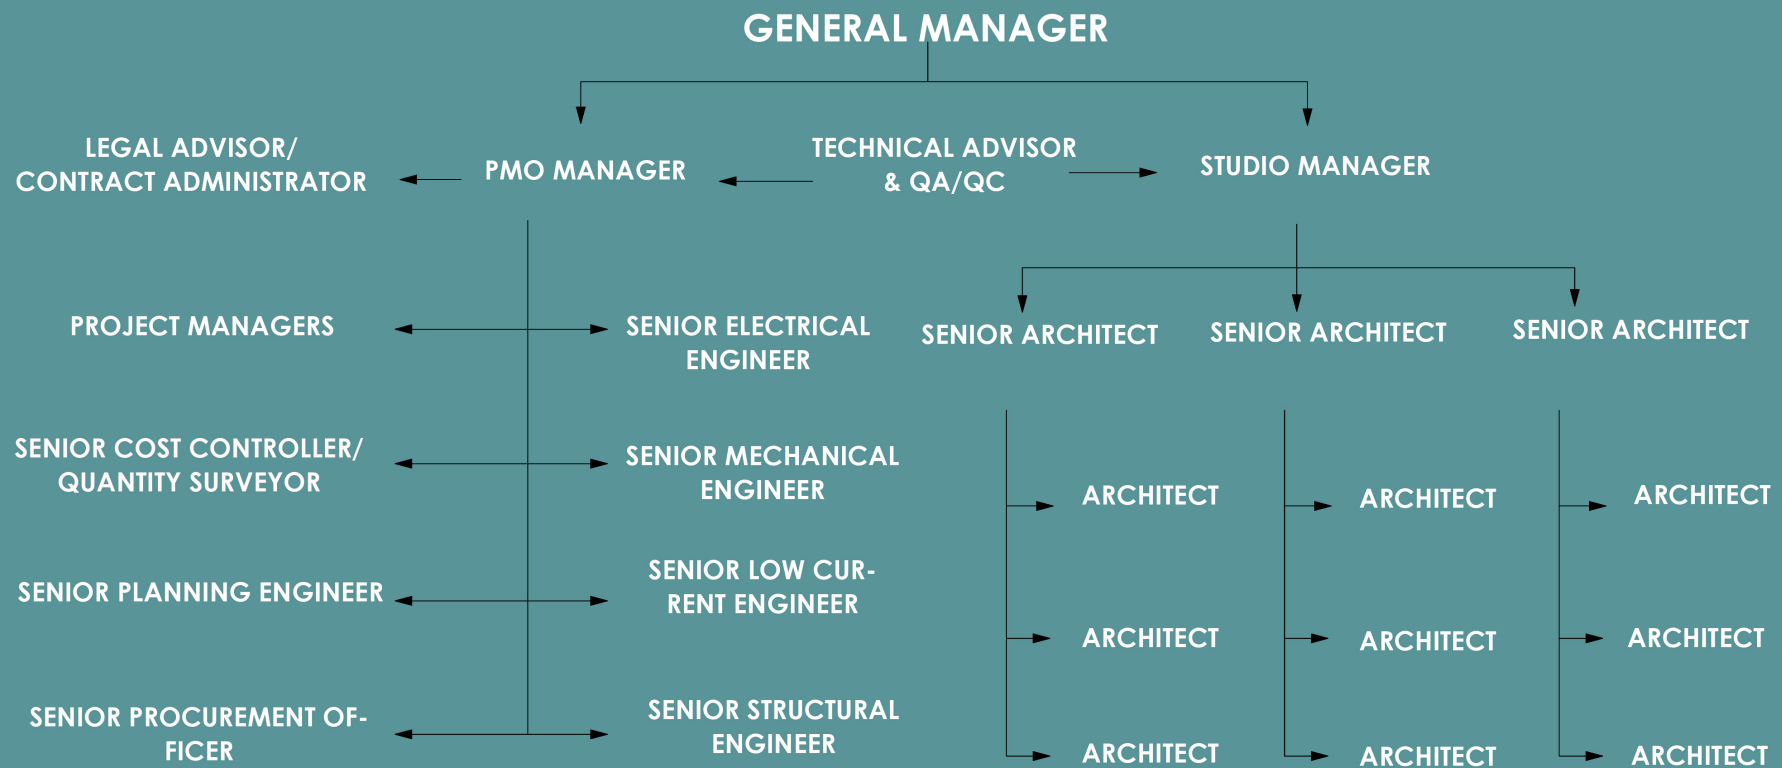 GENERAL MANAGER
LEGAL ADVISOR/
CONTRACT ADMINISTRATOR
PMO MANAGER
TECHNICAL ADVISOR
& QA/QC
STUDIO MANAGER
PROJECT MANAGERS
SENIOR ELECTRICAL
ENGINEER
SENIOR ARCHITECT
SENIOR ARCHITECT
SENIOR ARCHITECT
SENIOR COST CONTROLLER/
QUANTITY SURVEYOR
SENIOR MECHANICAL
ENGINEER
ARCHITECT
ARCHITECT
ARCHITECT
SENIOR PLANNING ENGINEER
SENIOR LOW CUR-
RENT ENGINEER
ARCHITECT
ARCHITECT
ARCHITECT
SENIOR PROCUREMENT OF-
FICER
SENIOR STRUCTURAL
ENGINEER
ARCHITECT
ARCHITECT
ARCHITECT